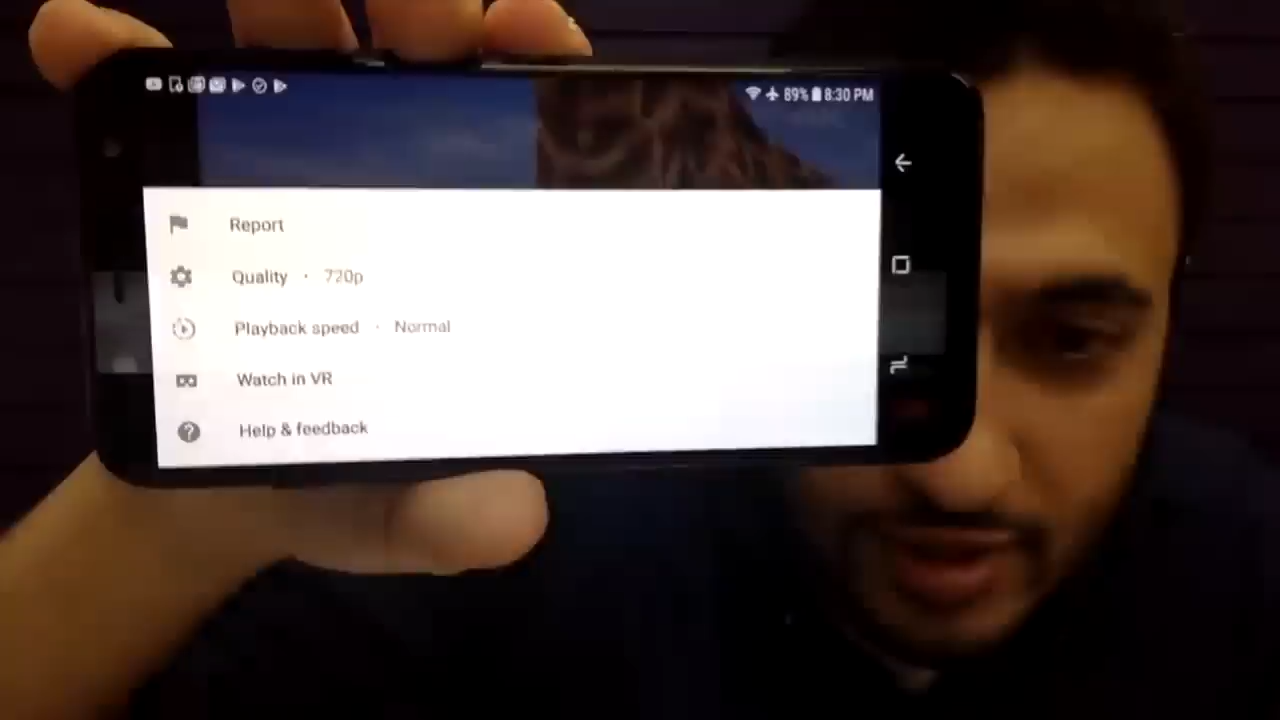 89% 8:30 PM
Report
Quality · 720p
Playback speed · Normal
Watch in VR
Help & feedback